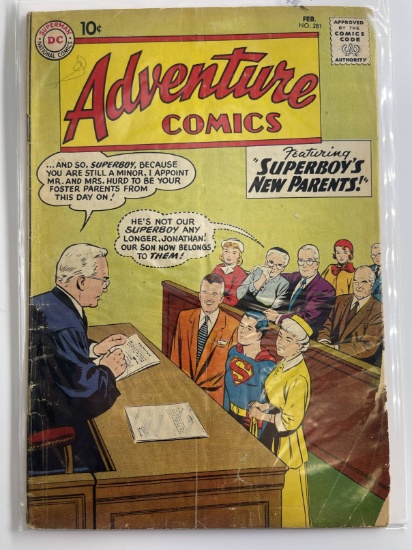 SUPERMAN
DC
NATIONAL COMICS
10¢
FEB.
NO. 281
APPROVED
BY THE
COMICS
CODE
AUTHORITY
Adventure
COMICS
Featuring
"SUPERBOY'S
NEW PARENTS!"
...AND SO, SUPERBOY, BECAUSE
YOU ARE STILL A MINOR, I APPOINT
MR. AND MRS. HURD TO BE YOUR
FOSTER PARENTS FROM
THIS DAY ON!
HE'S NOT OUR
SUPERBOY ANY
LONGER, JONATHAN!
OUR SON NOW BELONGS
TO THEM!
S